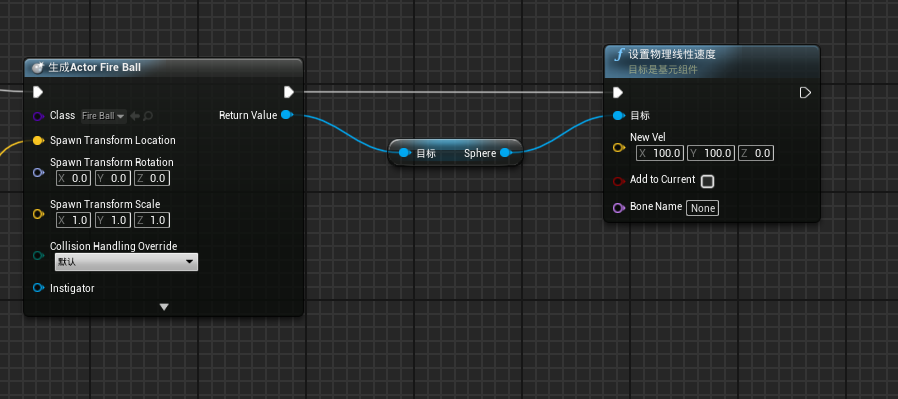 生成Actor Fire Ball
Class Fire Ball Return Value
Spawn Transform Location
Spawn Transform Rotation
X 0.0 Y 0.0 Z 0.0
Spawn Transform Scale
X 1.0 Y 1.0 Z 1.0
Collision Handling Override
默认
Instigator
目标 Sphere
f 设置物理线性速度
目标是基元组件
目标
New Vel
X 100.0 Y 100.0 Z 0.0
Add to Current
Bone Name None